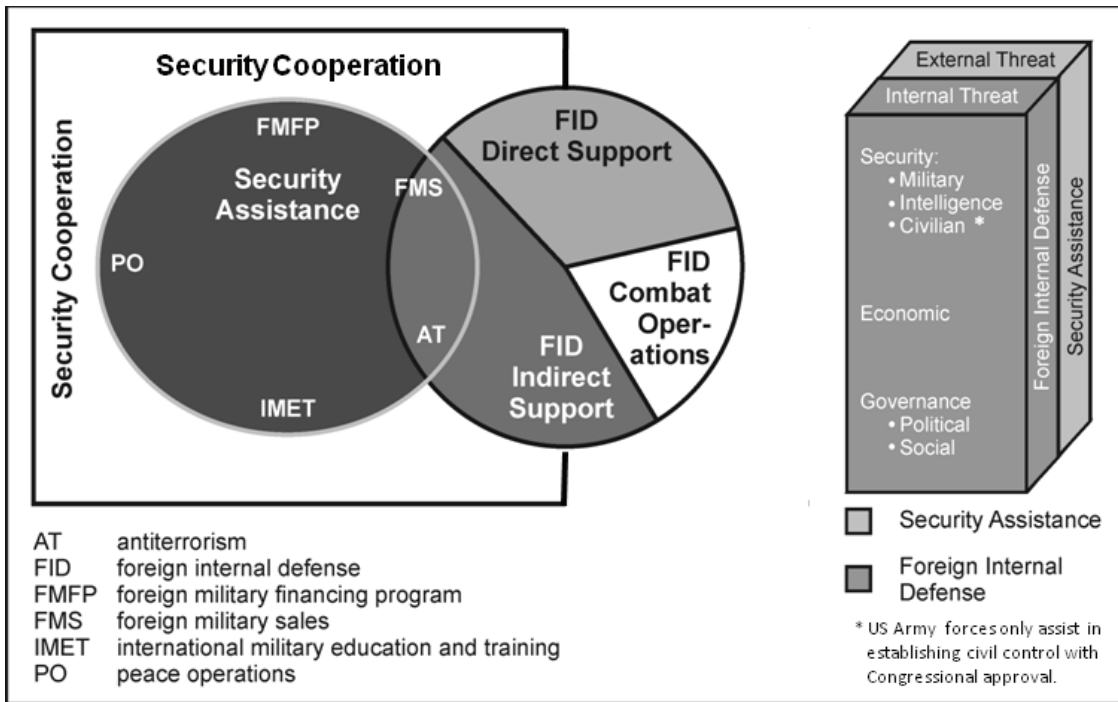 Security Cooperation
Security Cooperation
FMFP
Security
Assistance
FMS
PO
AT
IMET
FID
Direct Support
FID
Combat
Oper-
ations
FID
Indirect
Support
External Threat
Internal Threat
Security:
• Military
• Intelligence
• Civilian *
Economic
Governance
• Political
• Social
Foreign Internal Defense
Security Assistance
Security Assistance
Foreign Internal
Defense
* US Army forces only assist in
establishing civil control with
Congressional approval.
AT antiterrorism
FID foreign internal defense
FMFP foreign military financing program
FMS foreign military sales
IMET international military education and training
PO peace operations